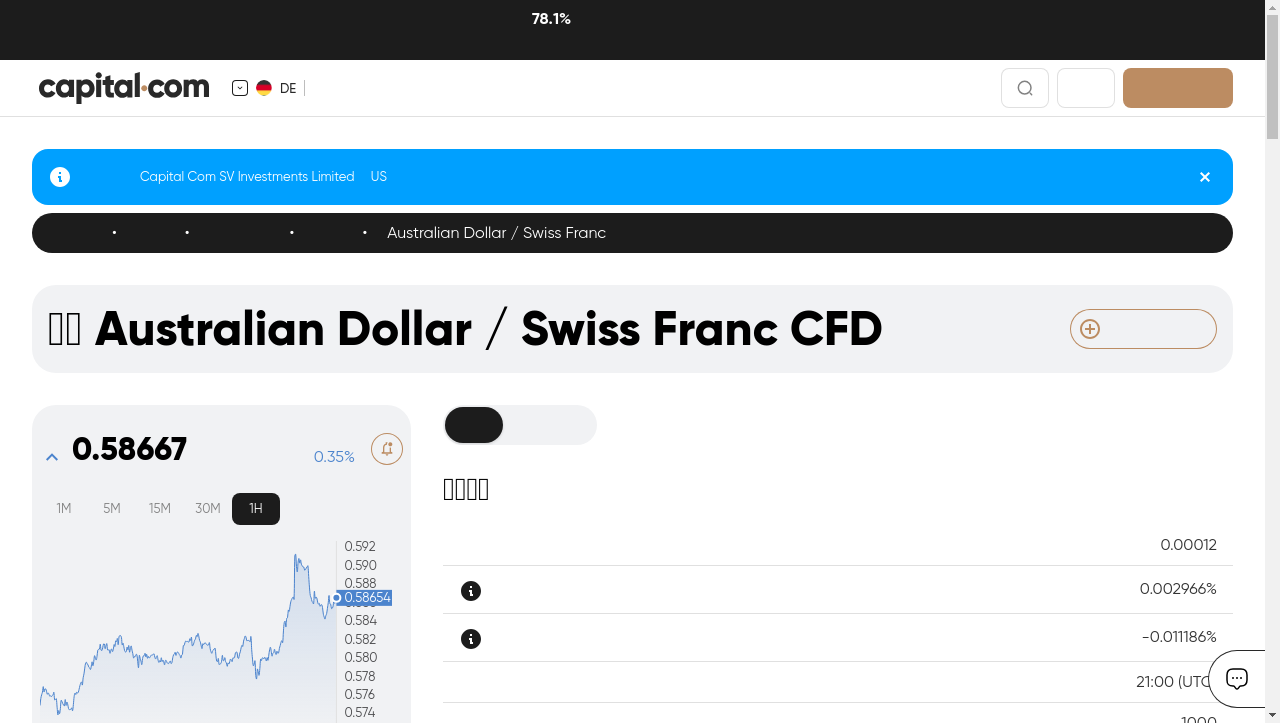 78.1%
capital.com
DE
Capital Com SV Investments Limited US
Australian Dollar / Swiss Franc
Australian Dollar / Swiss Franc CFD
0.58667
0.35%
1M 5M 15M 30M 1H
0.592
0.590
0.588
0.58654
0.584
0.582
0.580
0.578
0.576
0.574
0.00012
0.002966%
-0.011186%
21:00 (UTC
1000